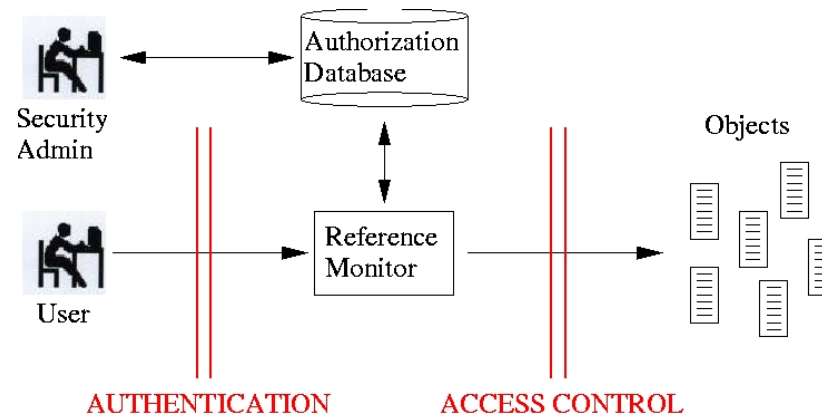 Authorization
Database
Security
Admin
Objects
Reference
Monitor
User
AUTHENTICATION
ACCESS CONTROL